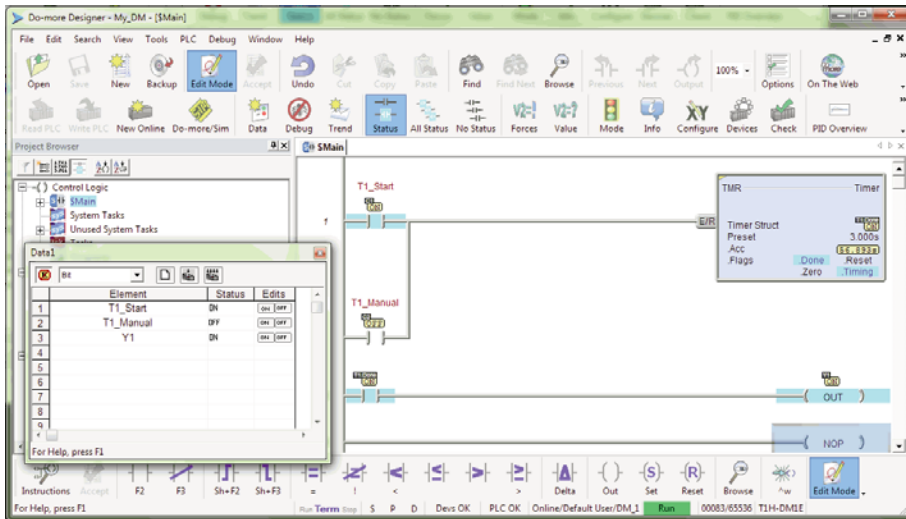 Do-more Designer - My_DM - [$Main]
File Edit Search View Tools PLC Debug Window Help
Open Save New Backup Edit Mode Accept Undo Cut Copy Paste Find Find Next Browse Previous Next Output 100% Options On The Web
Read PLC Write PLC New Online Do-more/Sim Data Debug Trend Status All Status No Status Forces Value Mode Info Configure Devices Check PID Overview
Project Browser
$Main
Control Logic
$Main
System Tasks
Unused System Tasks
Data1
Bit
Element Status Edits
1 T1_Start ON ON OFF
2 T1_Manual OFF ON OFF
3 Y1 ON ON OFF
4
5
6
7
8
9
For Help, press F1
T1_Start
ON
1
E/R
TMR Timer
Timer Struct
Preset 3.000s
.Acc
.Flags .Done .Reset
.Zero .Timing
T1_Manual
OFF
ON
ON
OUT
NOP
Instructions Accept F2 F3 Sh+F2 Sh+F3 = ! < ≤ > ≥ Delta Out Set Reset Browse ^w Edit Mode
For Help, press F1 Run Term Stop S P D Devs OK PLC OK Online/Default User/DM_1 Run 00083/65536 T1H-DM1E